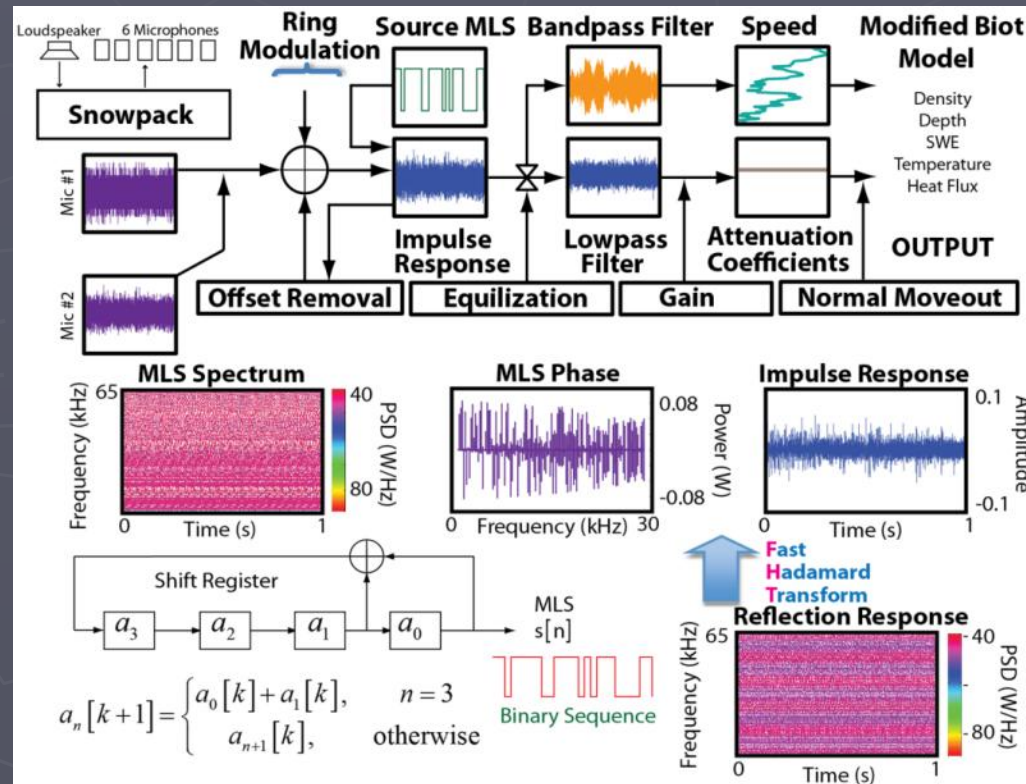 Loudspeaker
6 Microphones
Snowpack
Ring
Modulation
Source MLS
Bandpass Filter
Speed
Modified Biot
Model
Density
Depth
SWE
Temperature
Heat Flux
Mic #1
Mic #2
Impulse
Response
Lowpass
Filter
Attenuation
Coefficients
OUTPUT
Offset Removal
Equilization
Gain
Normal Moveout
MLS Spectrum
65
Frequency (kHz)
0
Time (s)
1
40
80
PSD (W/Hz)
MLS Phase
0.08
-0.08
Power (W)
0
Frequency (kHz)
30
Impulse Response
0.1
-0.1
Amplitude
0
Time (s)
1
Shift Register
a₃
a₂
a₁
a₀
MLS
s[n]
Binary Sequence
aₙ[k+1] = { a₀[k] + a₁[k], n = 3
aₙ₊₁[k], otherwise
Fast
Hadamard
Transform
Reflection Response
65
Frequency (kHz)
0
Time (s)
1
40
80
PSD (W/Hz)